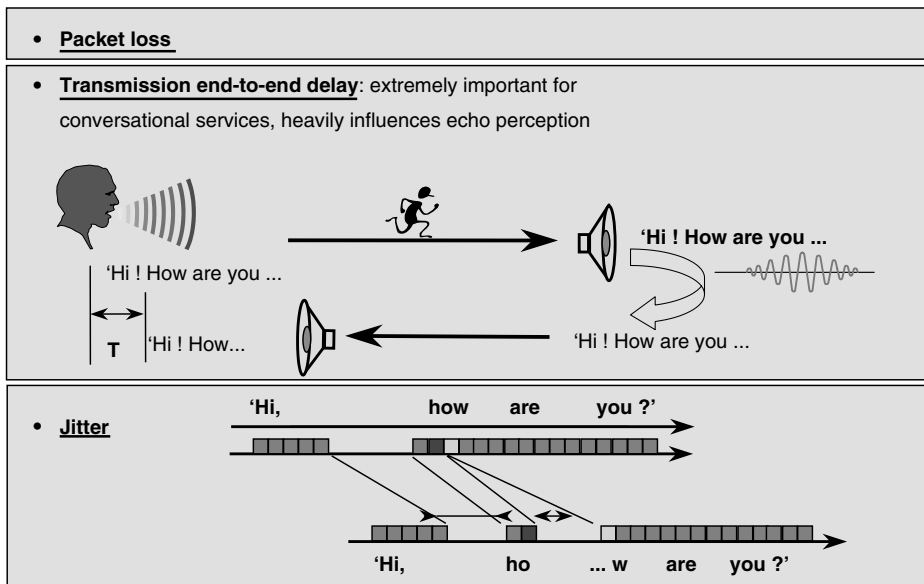 • Packet loss
• Transmission end-to-end delay: extremely important for
conversational services, heavily influences echo perception
‘Hi ! How are you ...
‘Hi ! How are you ...
T
‘Hi ! How...
‘Hi ! How are you ...
• Jitter
‘Hi, how are you ?’
‘Hi, ho ... w are you ?’